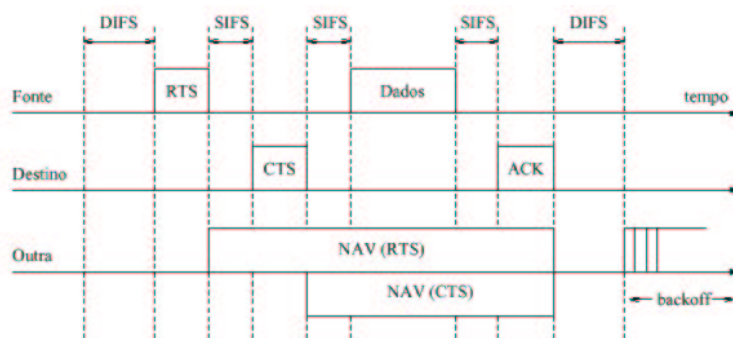 DIFS SIFS SIFS SIFS DIFS
Fonte RTS Dados tempo
Destino CTS ACK
Outra NAV (RTS)
NAV (CTS) backoff